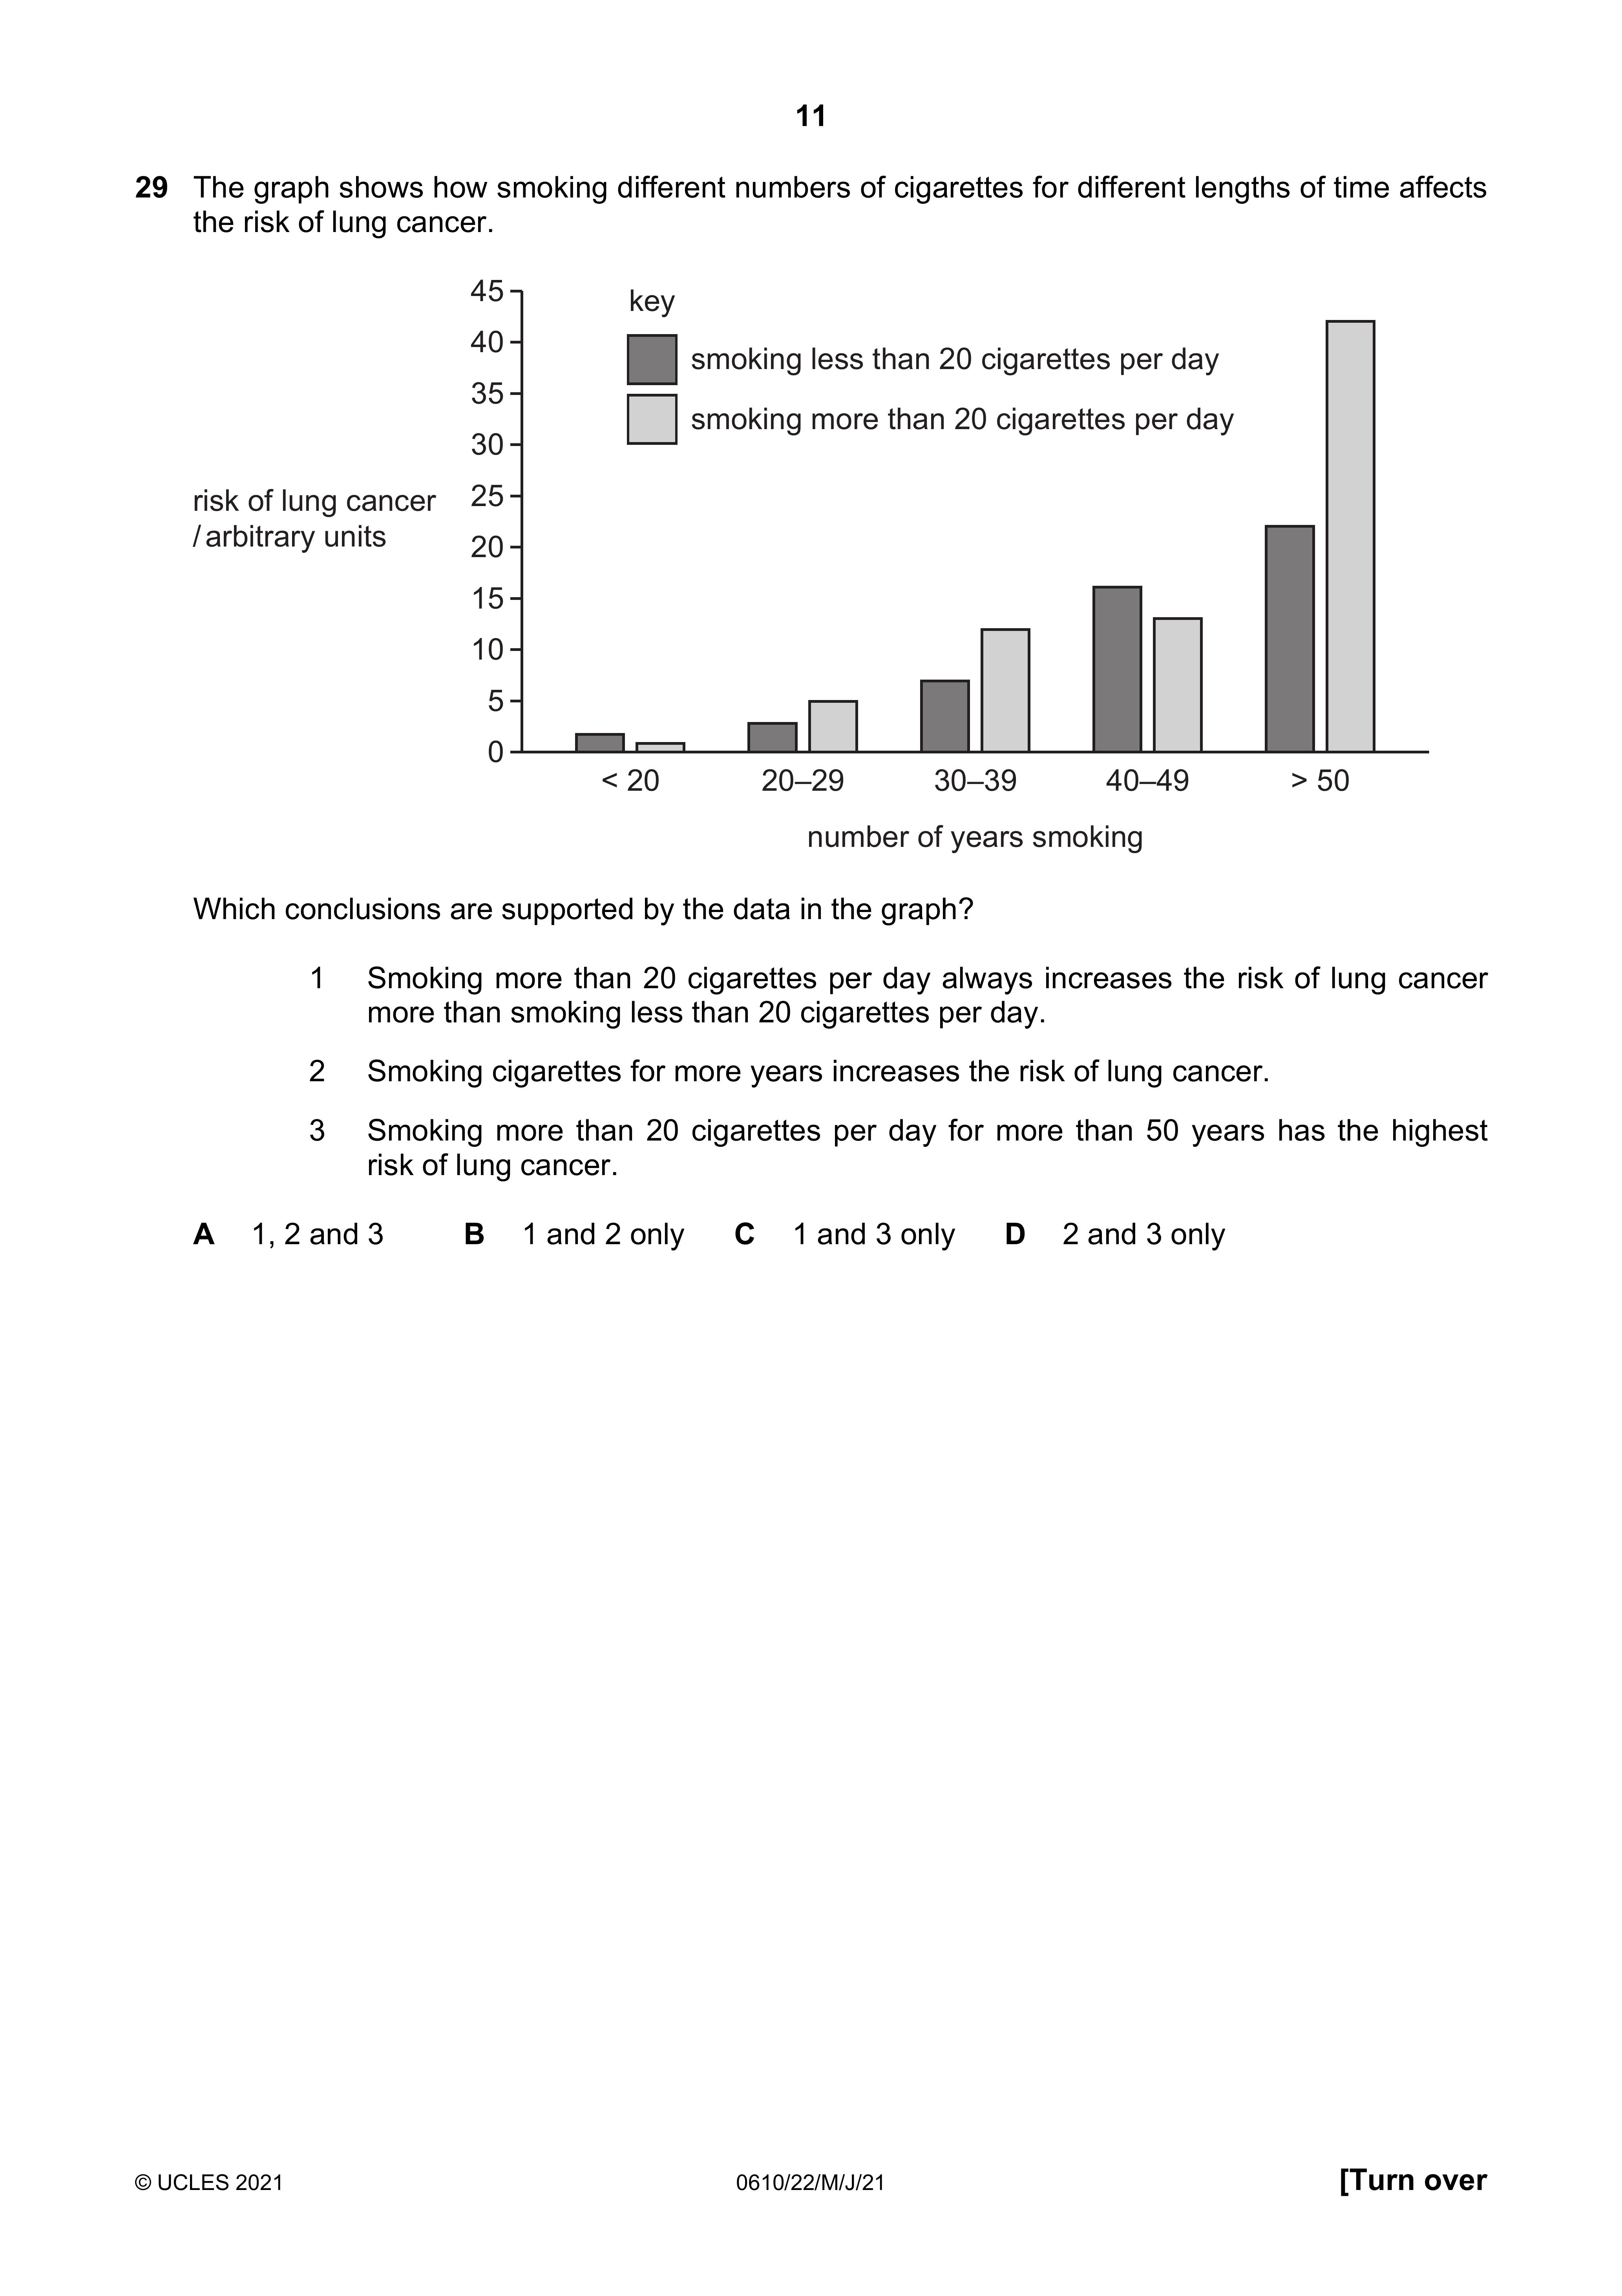 11
29 The graph shows how smoking different numbers of cigarettes for different lengths of time affects
the risk of lung cancer.
45
40
35
30
25
20
15
10
5
0
risk of lung cancer
/ arbitrary units
key
smoking less than 20 cigarettes per day
smoking more than 20 cigarettes per day
< 20 20–29 30–39 40–49 > 50
number of years smoking
Which conclusions are supported by the data in the graph?
1 Smoking more than 20 cigarettes per day always increases the risk of lung cancer
more than smoking less than 20 cigarettes per day.
2 Smoking cigarettes for more years increases the risk of lung cancer.
3 Smoking more than 20 cigarettes per day for more than 50 years has the highest
risk of lung cancer.
A 1, 2 and 3 B 1 and 2 only C 1 and 3 only D 2 and 3 only
© UCLES 2021 0610/22/M/J/21 [Turn over